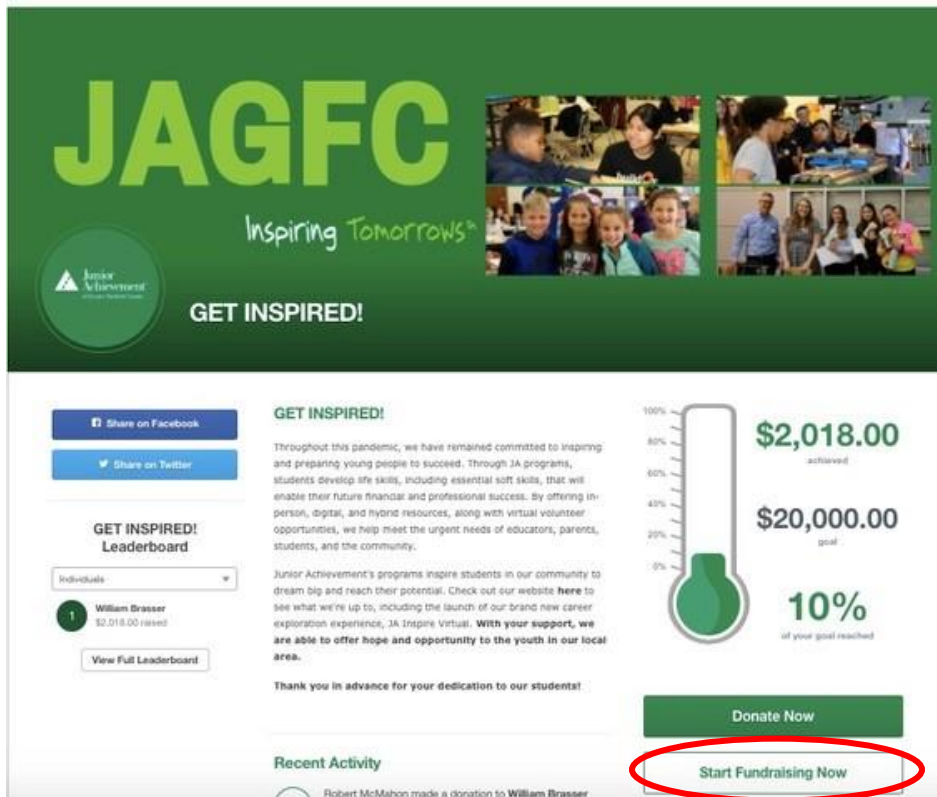 JAGFC
Inspiring Tomorrows
Junior
Achievement
GET INSPIRED!
Share on Facebook
Share on Twitter
GET INSPIRED!
Leaderboard
Individuals
1
William Brasser
$2,018.00 raised
View Full Leaderboard
GET INSPIRED!
Throughout this pandemic, we have remained committed to inspiring
and preparing young people to succeed. Through JA programs,
students develop life skills, including essential soft skills, that will
enable their future financial and professional success. By offering in-
person, digital, and hybrid resources, along with virtual volunteer
opportunities, we help meet the urgent needs of educators, parents,
students, and the community.
Junior Achievement's programs inspire students in our community to
dream big and reach their potential. Check out our website here to
see what we're up to, including the launch of our brand new career
exploration experience, JA Inspire Virtual. With your support, we
are able to offer hope and opportunity to the youth in our local
area.
Thank you in advance for your dedication to our students!
Recent Activity
Robert McMahon made a donation to William Brasser
100%
80%
60%
40%
20%
0%
$2,018.00
achieved
$20,000.00
goal
10%
of your goal reached
Donate Now
Start Fundraising Now